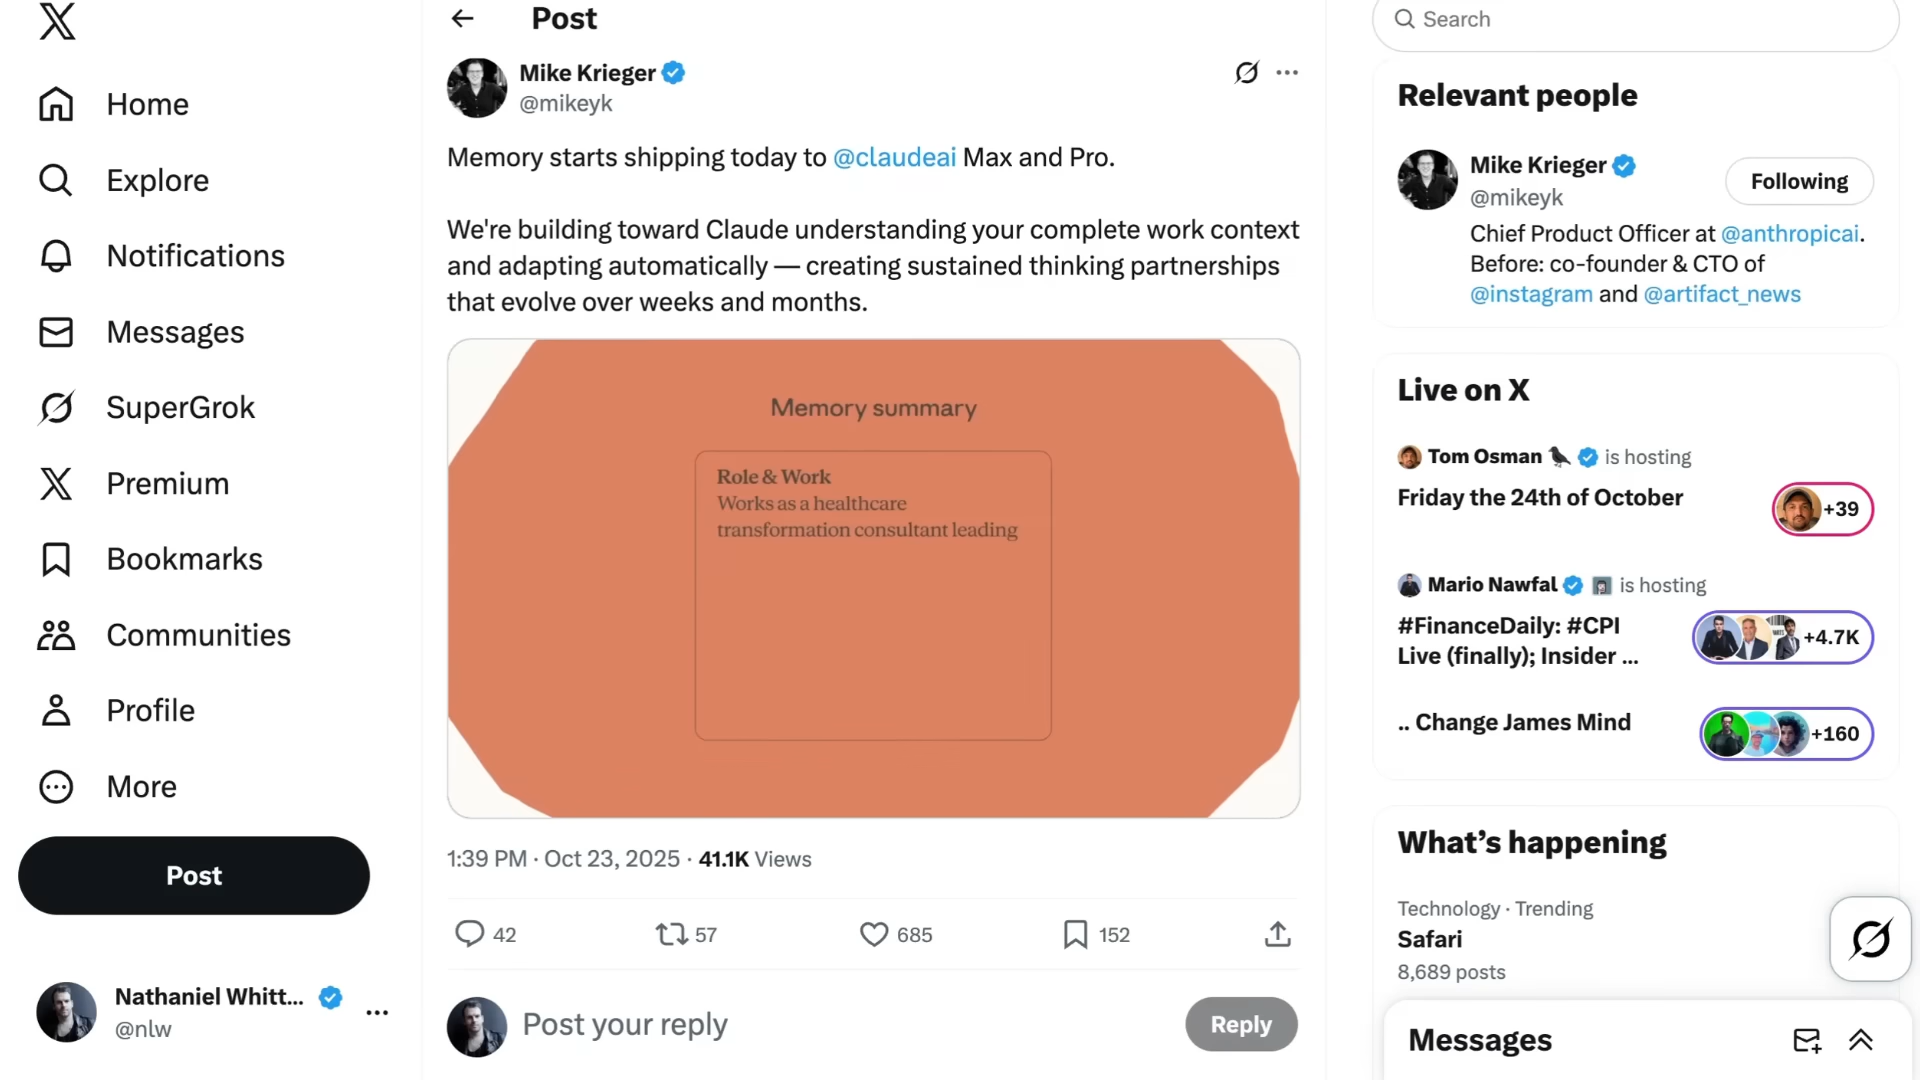 Home
Explore
Notifications
Messages
SuperGrok
Premium
Bookmarks
Communities
Profile
More
Post
Nathaniel Whitt...
@nlw
Post
Mike Krieger
@mikeyk
Memory starts shipping today to @claudeai Max and Pro.
We're building toward Claude understanding your complete work context
and adapting automatically — creating sustained thinking partnerships
that evolve over weeks and months.
Memory summary
Role & Work
Works as a healthcare
transformation consultant leading
1:39 PM · Oct 23, 2025 · 41.1K Views
42
57
685
152
Post your reply
Reply
Search
Relevant people
Mike Krieger
@mikeyk
Following
Chief Product Officer at @anthropicai.
Before: co-founder & CTO of
@instagram and @artifact_news
Live on X
Tom Osman is hosting
Friday the 24th of October
+39
Mario Nawfal is hosting
#FinanceDaily: #CPI
Live (finally); Insider ...
+4.7K
.. Change James Mind
+160
What's happening
Technology · Trending
Safari
8,689 posts
Messages